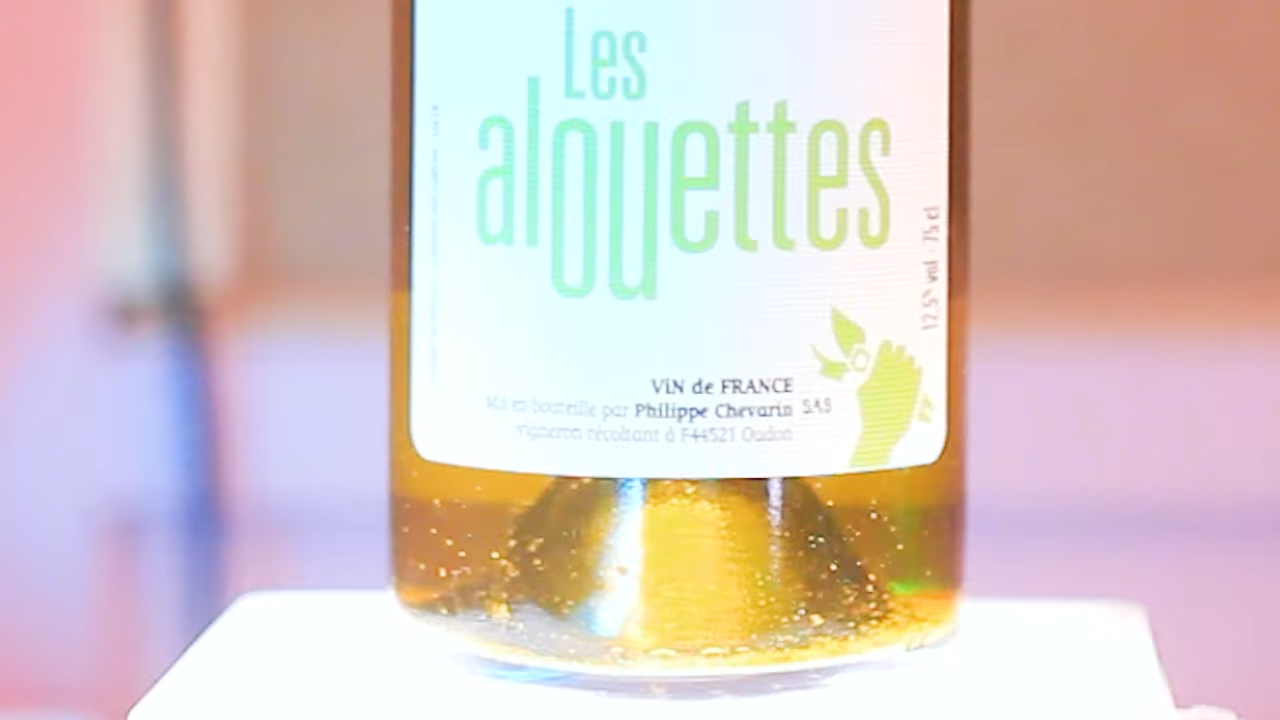 Les
alouettes
12,5% vol - 75 cl
ViN de FRANCE
Mis en bouteille par Philippe Chevarin SAS
Vigneron récoltant à F44521 Oudon